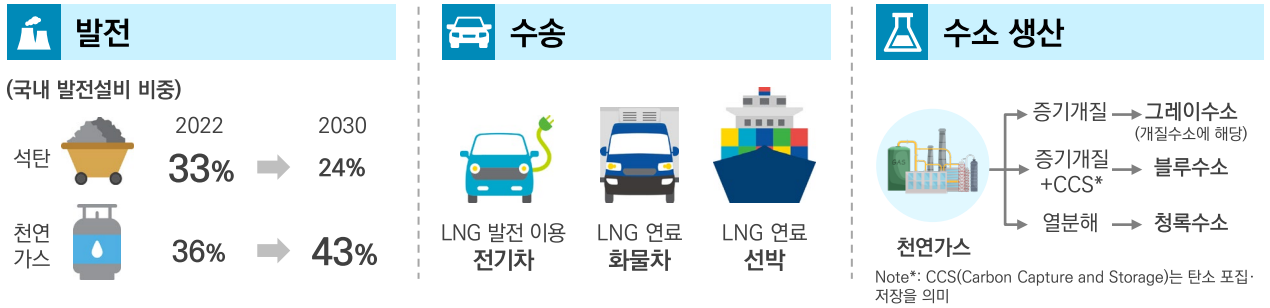 발전
(국내 발전설비 비중)
2022 2030
석탄 33% 24%
천연
가스 36% 43%
수송
LNG 발전 이용
전기차
LNG 연료
화물차
LNG 연료
선박
수소 생산
GAS
천연가스
증기개질 그레이수소
(개질수소에 해당)
증기개질
+CCS* 블루수소
열분해 청록수소
Note*: CCS(Carbon Capture and Storage)는 탄소 포집·
저장을 의미